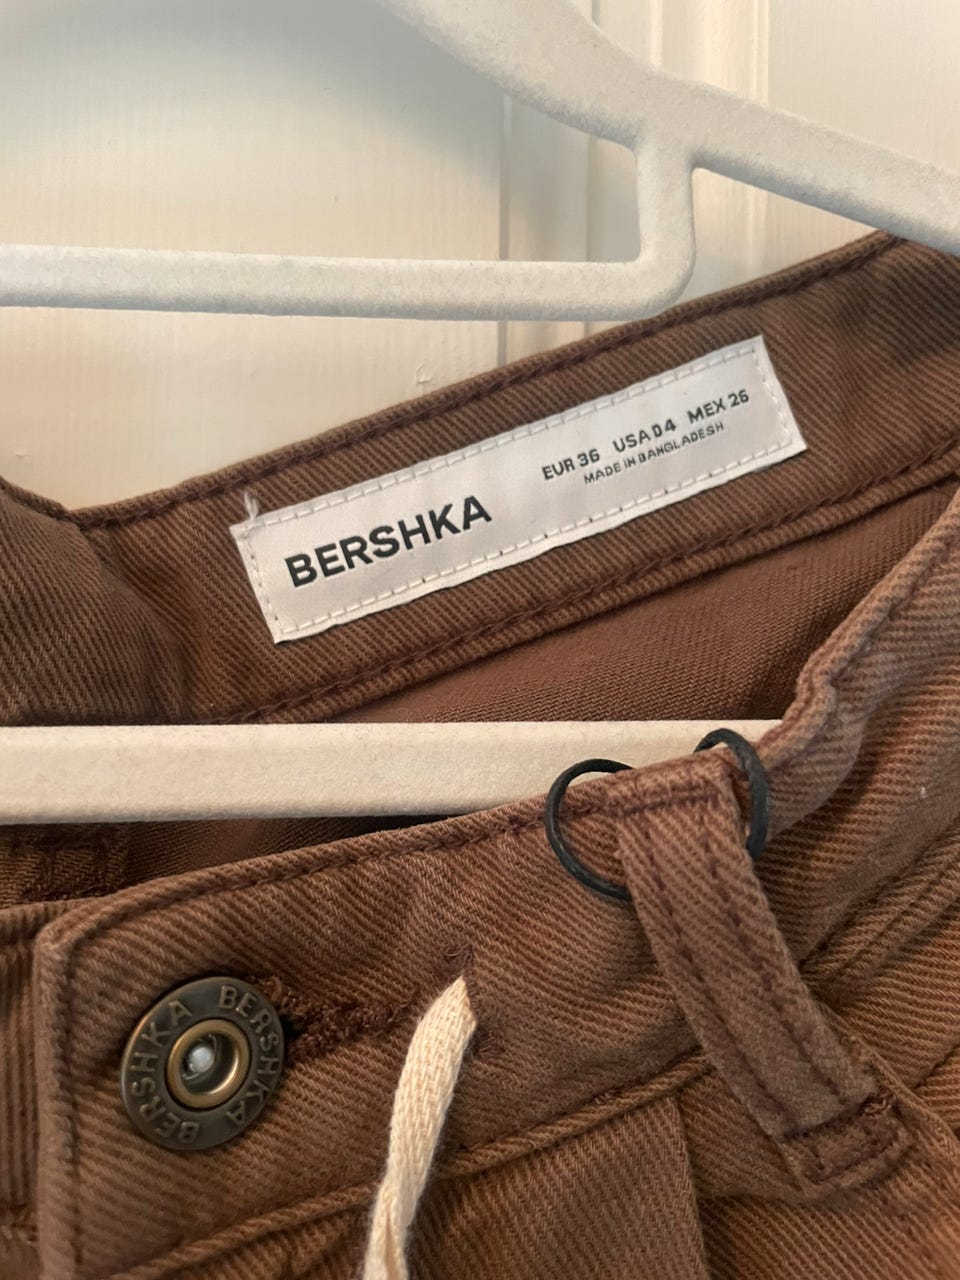 EUR 36 USA 04 MEX 26
MADE IN BANGLADESH
BERSHKA
BERSHKA BERSHKA